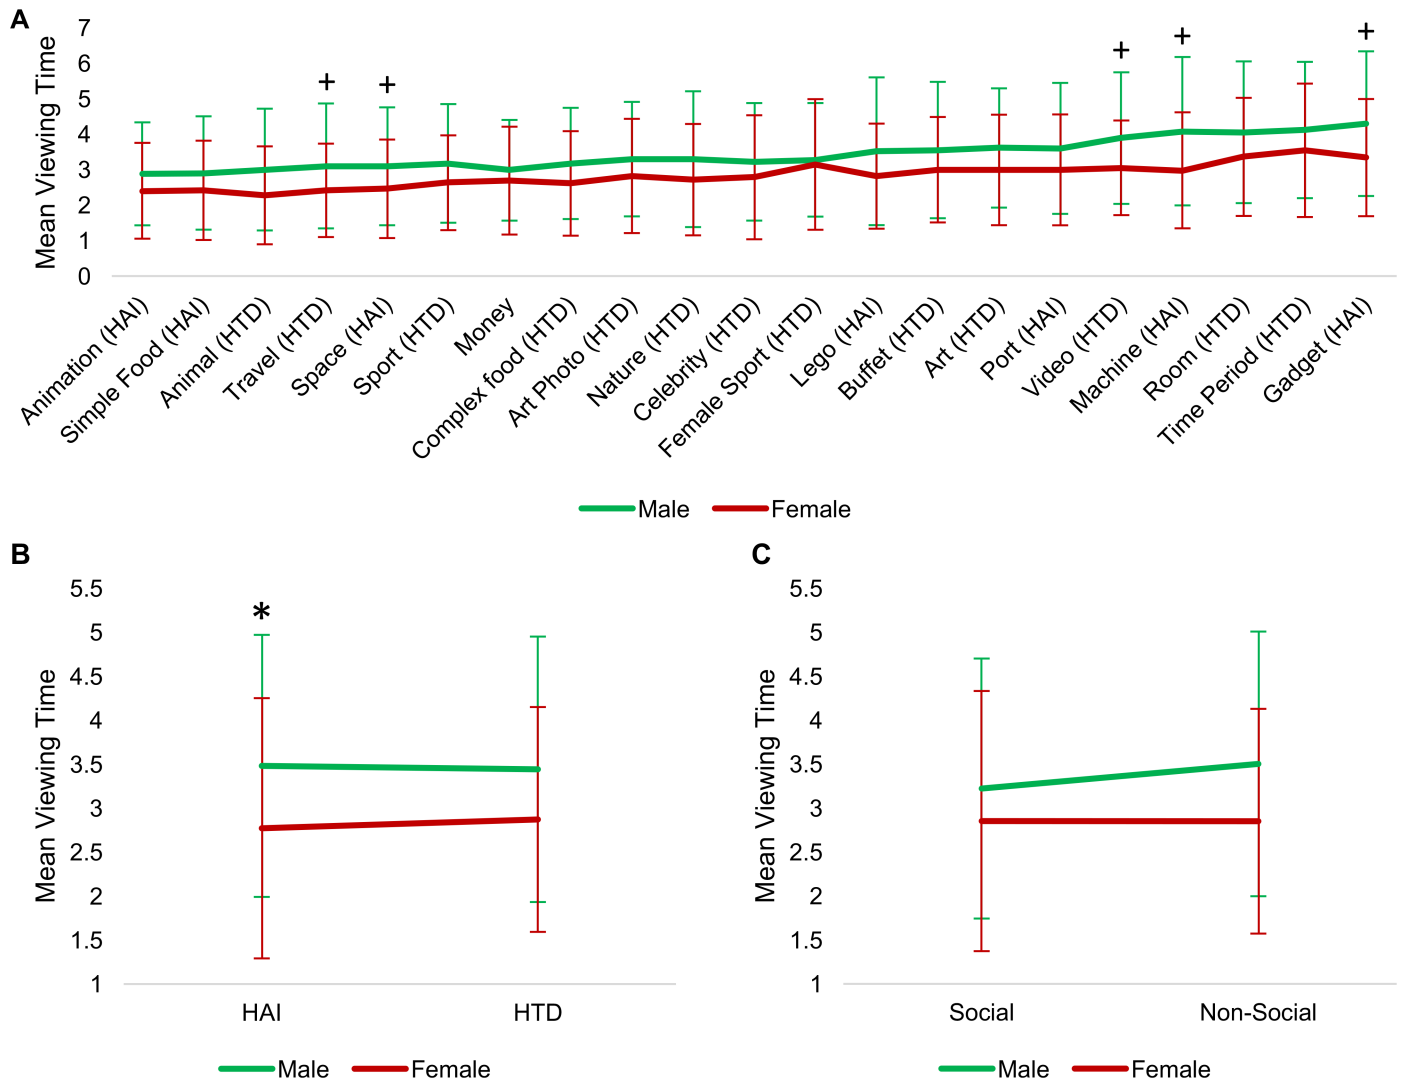 A
Mean Viewing Time
7
6
5
4
3
2
1
0
+
+
+
+
+
Animation (HAI)
Simple Food (HAI)
Animal (HTD)
Travel (HTD)
Space (HAI)
Sport (HTD)
Money
Complex food (HTD)
Art Photo (HTD)
Nature (HTD)
Celebrity (HTD)
Female Sport (HTD)
Lego (HAI)
Buffet (HTD)
Art (HTD)
Port (HAI)
Video (HTD)
Machine (HAI)
Room (HTD)
Time Period (HTD)
Gadget (HAI)
Male Female
B
Mean Viewing Time
5.5
5
4.5
4
3.5
3
2.5
2
1.5
1
*
HAI HTD
Male Female
C
Mean Viewing Time
5.5
5
4.5
4
3.5
3
2.5
2
1.5
1
Social Non-Social
Male Female